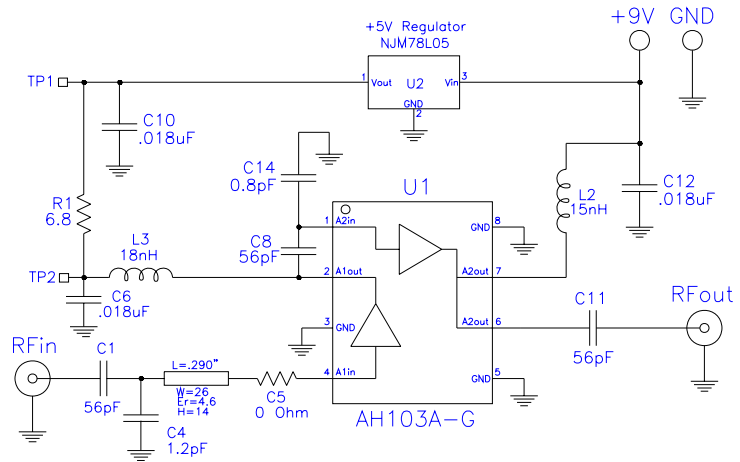 +9V GND
+5V Regulator
NJM78L05
TP1
1 Vout U2 Vin 3
GND
2
C10
.018uF
C14
0.8pF
U1
L2
15nH
C12
.018uF
R1
6.8
1 A2in
GND 8
L3
18nH
C8
56pF
TP2
2 A1out
A2out 7
C6
.018uF
C11
56pF
RFout
3 GND
A2out 6
RFin
C1
56pF
L=.290"
W=26
Er=4.6
H=14
C5
0 Ohm
4 A1in
GND 5
C4
1.2pF
AH103A-G